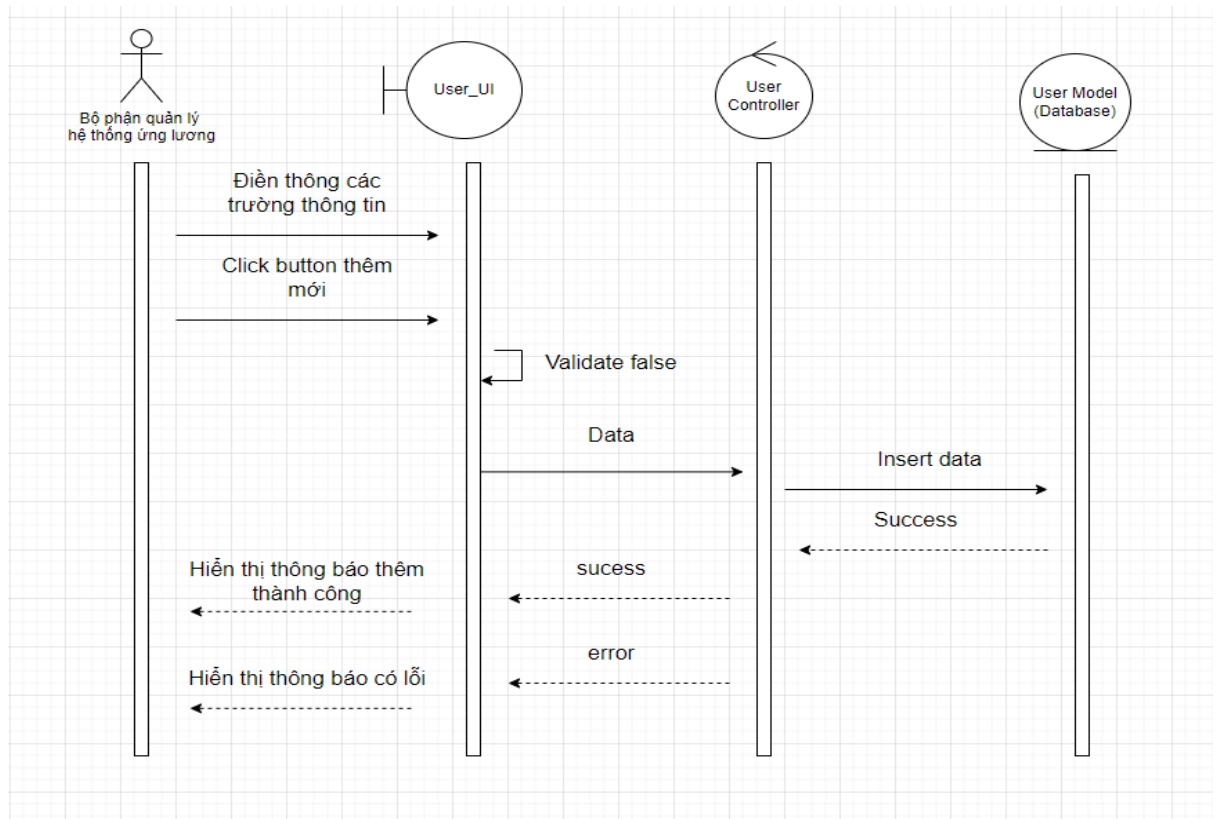 Bộ phận quản lý
hệ thống ứng lương
User_UI
User
Controller
User Model
(Database)
Điền thông các
trường thông tin
Click button thêm
mới
Validate false
Data
Insert data
Success
Hiển thị thông báo thêm
thành công
sucess
error
Hiển thị thông báo có lỗi